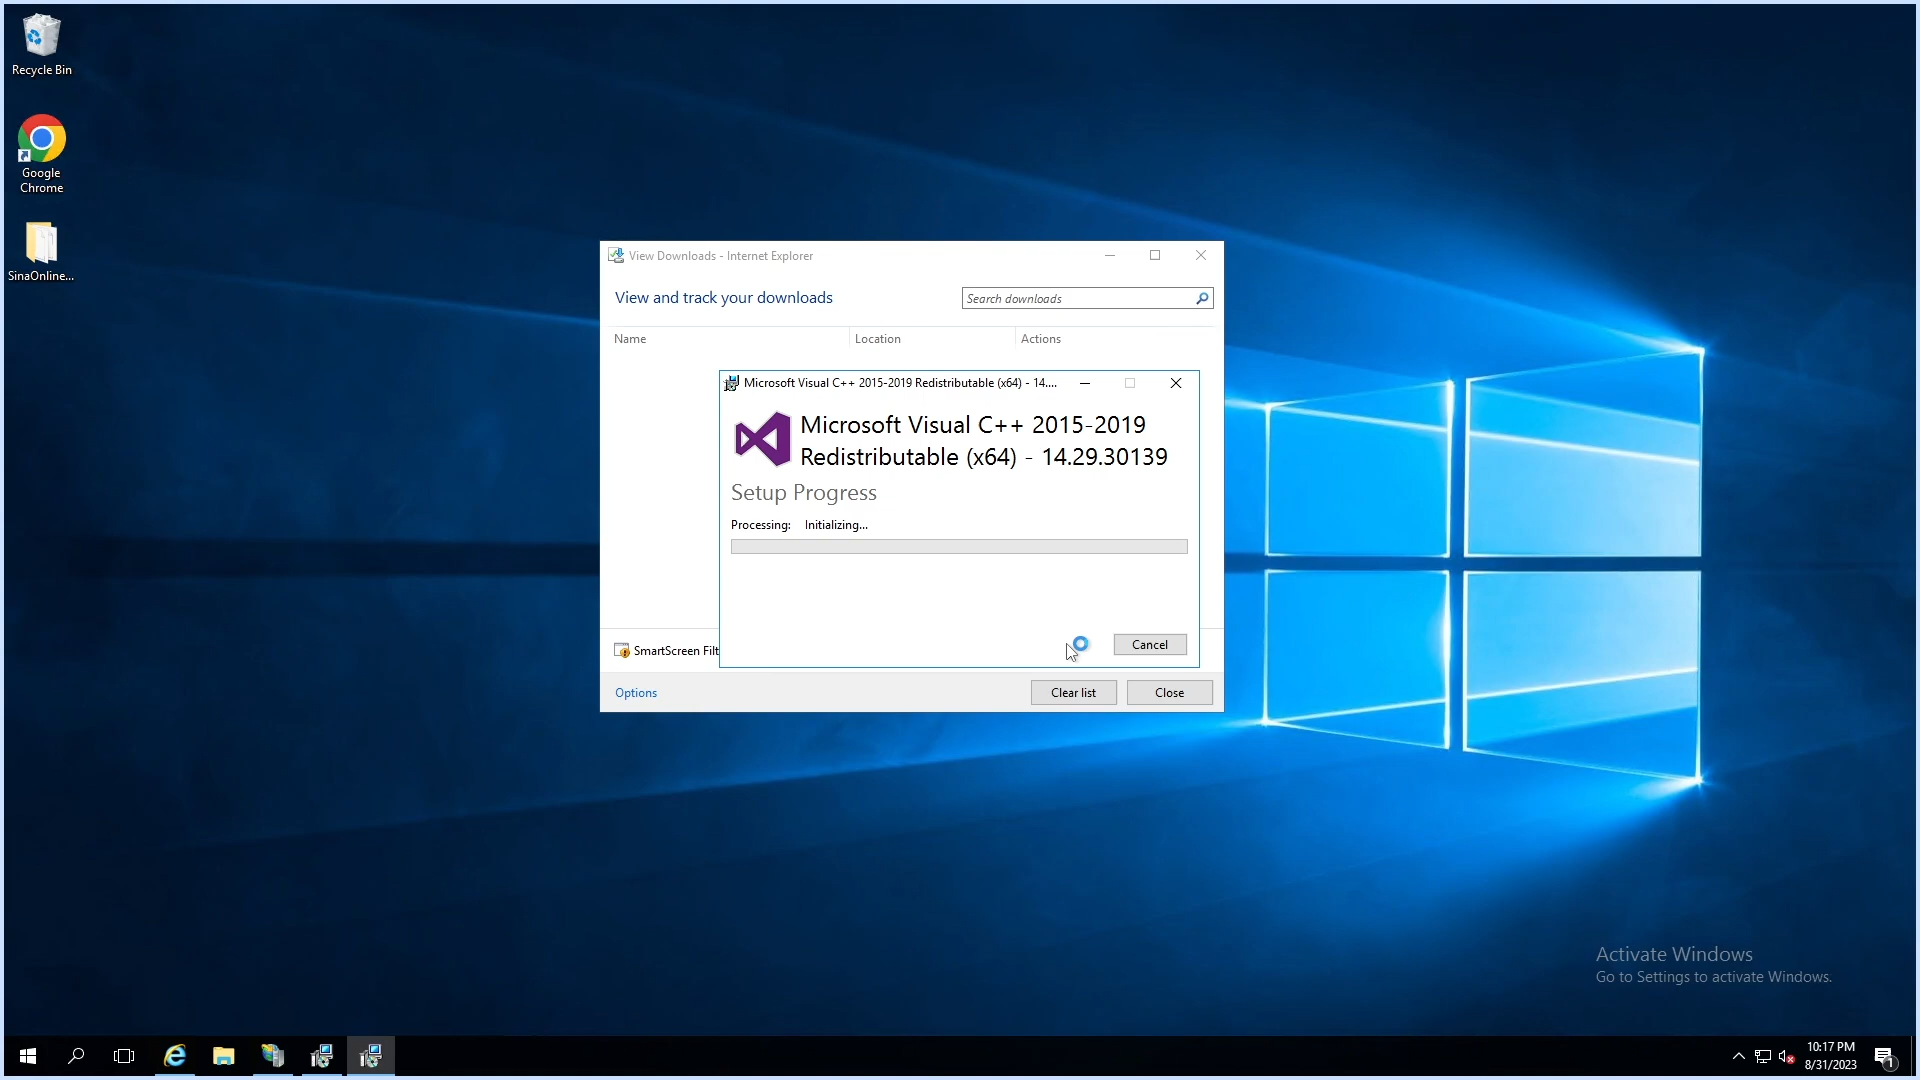 Recycle Bin
Google
Chrome
SinaOnline...
View Downloads - Internet Explorer
View and track your downloads
Search downloads
Name
Location
Actions
Microsoft Visual C++ 2015-2019 Redistributable (x64) - 14....
Microsoft Visual C++ 2015-2019
Redistributable (x64) - 14.29.30139
Setup Progress
Processing: Initializing...
Cancel
SmartScreen Filt
Options
Clear list
Close
Activate Windows
Go to Settings to activate Windows.
10:17 PM
8/31/2023
1